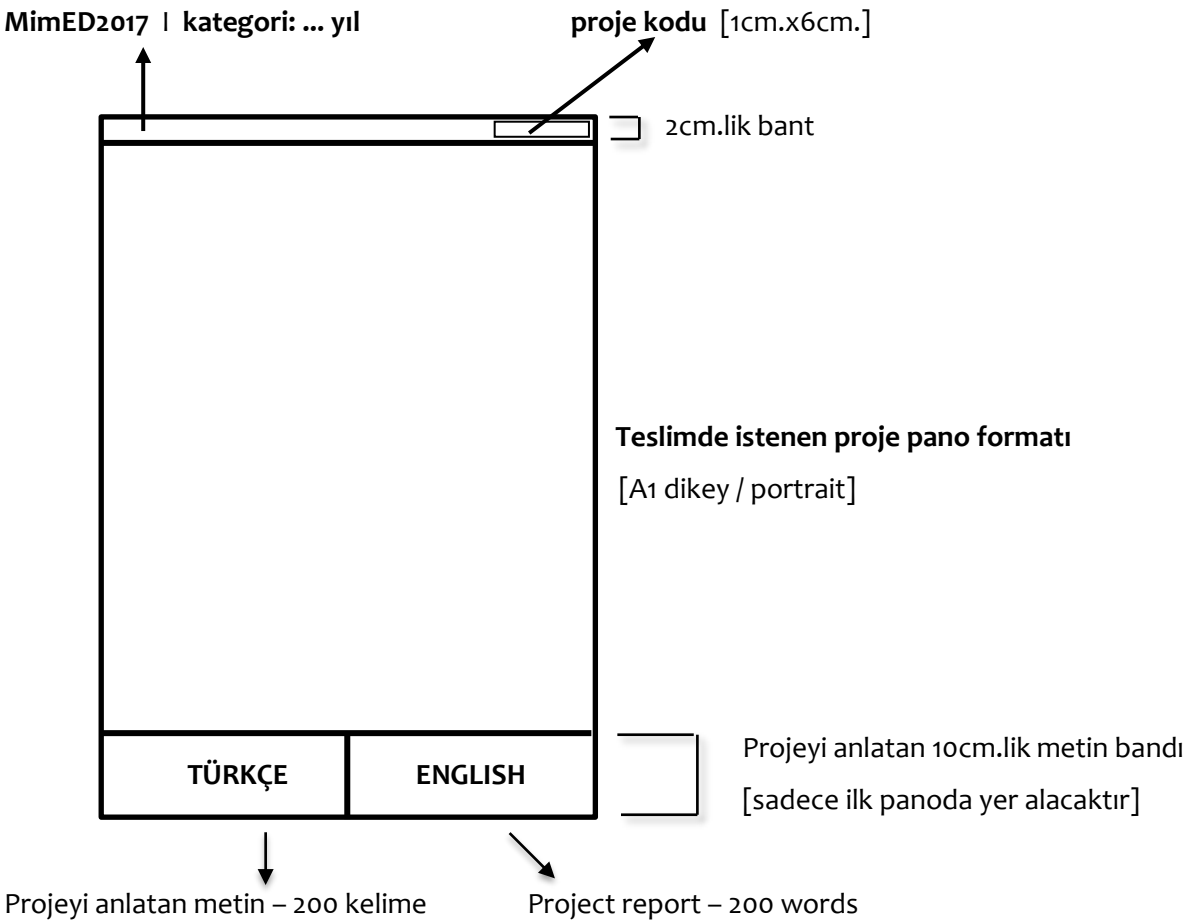 MimED2017 | kategori: ... yıl
proje kodu [1cm.x6cm.]
2cm.lik bant
Teslimde istenen proje pano formatı
[A1 dikey / portrait]
TÜRKÇE
ENGLISH
Projeyi anlatan 10cm.lik metin bandı
[sadece ilk panoda yer alacaktır]
Projeyi anlatan metin – 200 kelime
Project report – 200 words